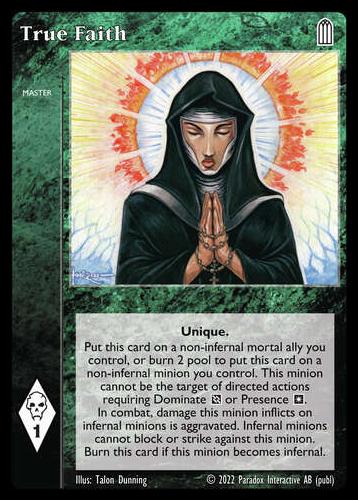 True Faith
MASTER
Unique.
Put this card on a non-infernal mortal ally you
control, or burn 2 pool to put this card on a
non-infernal minion you control. This minion
cannot be the target of directed actions
requiring Dominate or Presence .
In combat, damage this minion inflicts on
infernal minions is aggravated. Infernal minions
cannot block or strike against this minion.
Burn this card if this minion becomes infernal.
1
Illus: Talon Dunning © 2022 Paradox Interactive AB (publ)